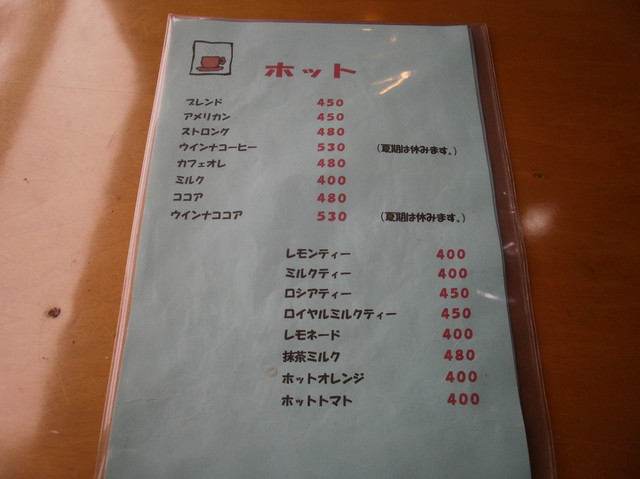 ホット
ブレンド 450
アメリカン 450
ストロング 480
ウインナコーヒー 530 (夏期は休みます。)
カフェオレ 480
ミルク 400
ココア 480
ウインナココア 530 (夏期は休みます。)
レモンティー 400
ミルクティー 400
ロシアティー 450
ロイヤルミルクティー 450
レモネード 400
抹茶ミルク 480
ホットオレンジ 400
ホットトマト 400